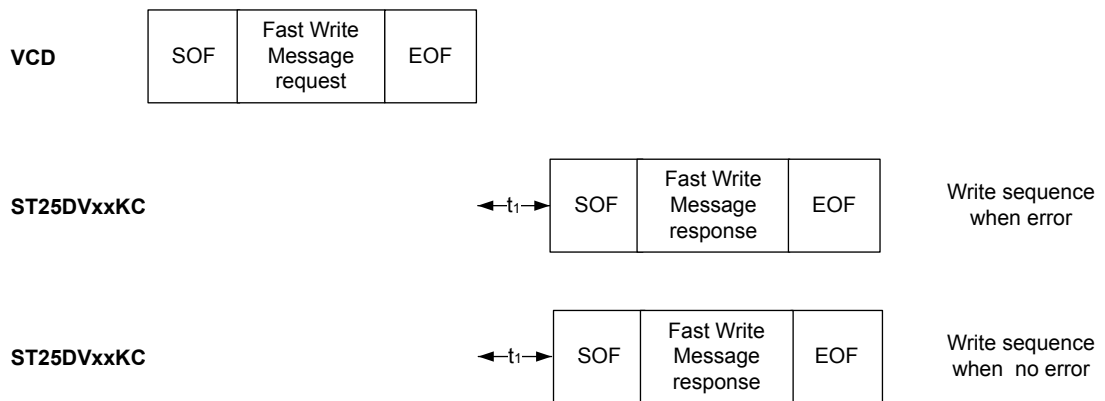 VCD
SOF
Fast Write
Message
request
EOF
ST25DVxxKC
t1
SOF
Fast Write
Message
response
EOF
Write sequence
when error
ST25DVxxKC
t1
SOF
Fast Write
Message
response
EOF
Write sequence
when no error